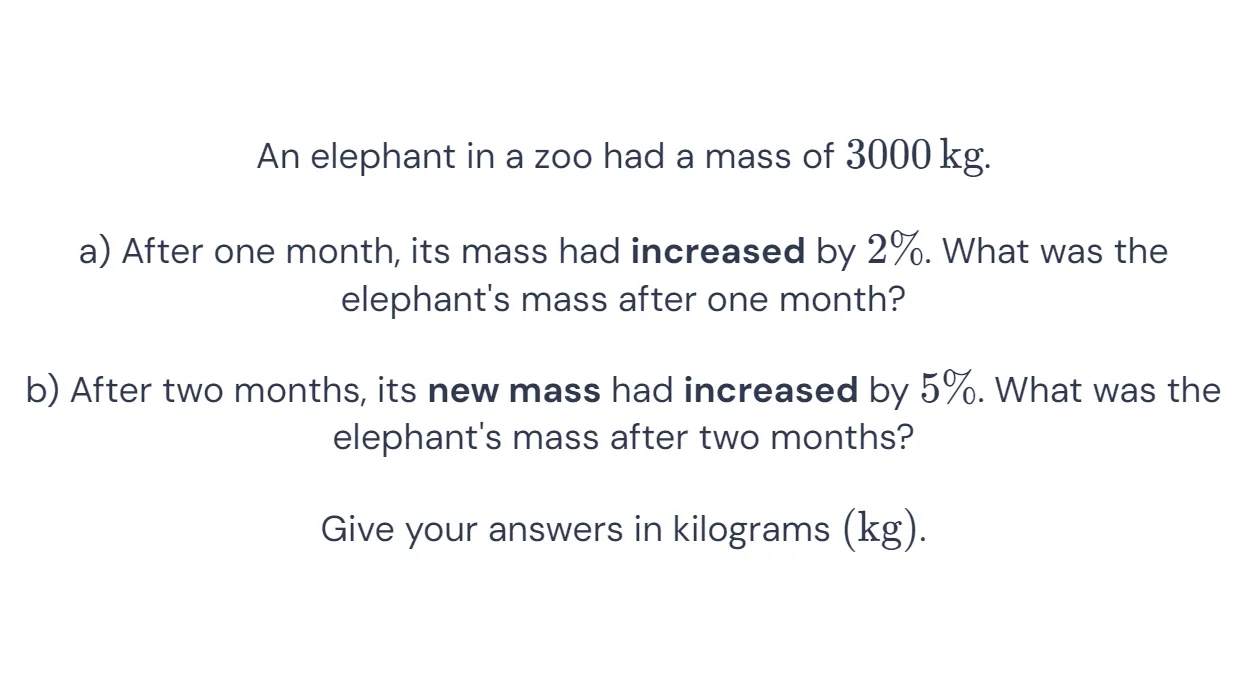 An elephant in a zoo had a mass of 3000 kg.
a) After one month, its mass had increased by 2%. What was the
elephant's mass after one month?
b) After two months, its new mass had increased by 5%. What was the
elephant's mass after two months?
Give your answers in kilograms (kg).